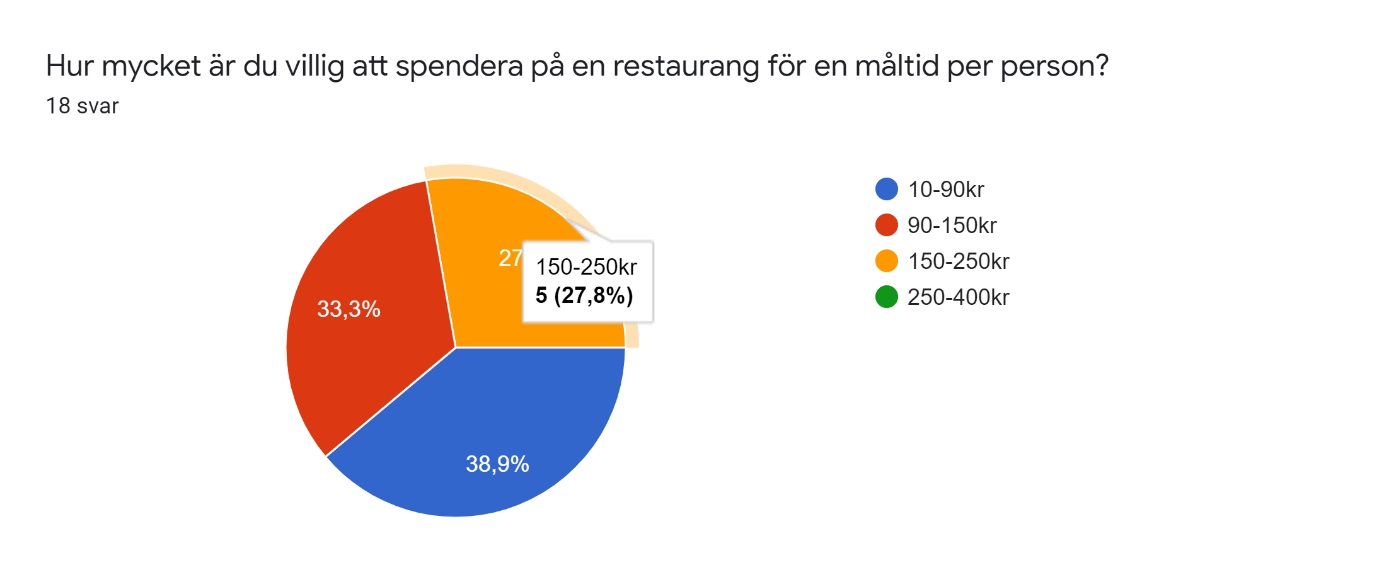 Hur mycket är du villig att spendera på en restaurang för en måltid per person?
18 svar
33,3%
27
150-250kr
5 (27,8%)
38,9%
10-90kr
90-150kr
150-250kr
250-400kr